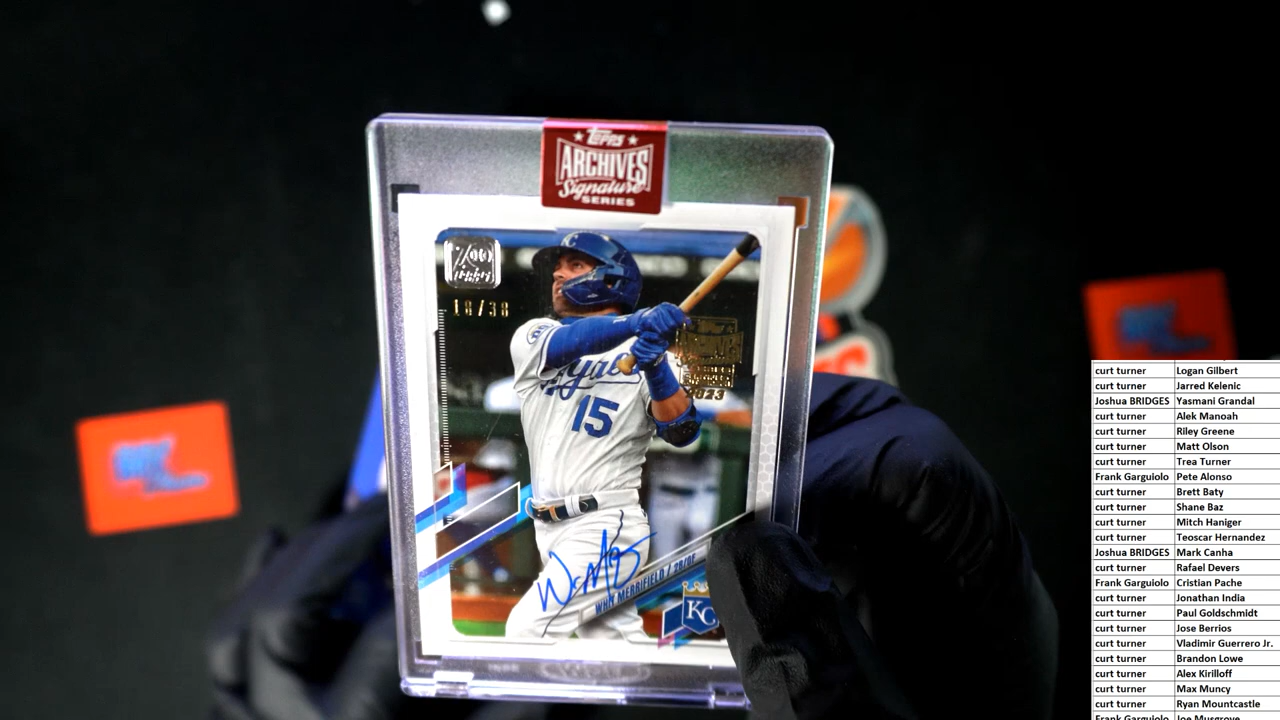 TOPPS
ARCHIVES
Signature
SERIES
18/38
Royals
15
2023
WHIT MERRIFIELD / 2B/OF
KC
curt turner Logan Gilbert
curt turner Jarred Kelenic
Joshua BRIDGES Yasmani Grandal
curt turner Alek Manoah
curt turner Riley Greene
curt turner Matt Olson
curt turner Trea Turner
Frank Garguiolo Pete Alonso
curt turner Brett Baty
curt turner Shane Baz
curt turner Mitch Haniger
curt turner Teoscar Hernandez
Joshua BRIDGES Mark Canha
curt turner Rafael Devers
Frank Garguiolo Cristian Pache
curt turner Jonathan India
curt turner Paul Goldschmidt
curt turner Jose Berrios
curt turner Vladimir Guerrero Jr.
curt turner Brandon Lowe
curt turner Alex Kirilloff
curt turner Max Muncy
curt turner Ryan Mountcastle
Frank Garguiolo Joe Musgrove